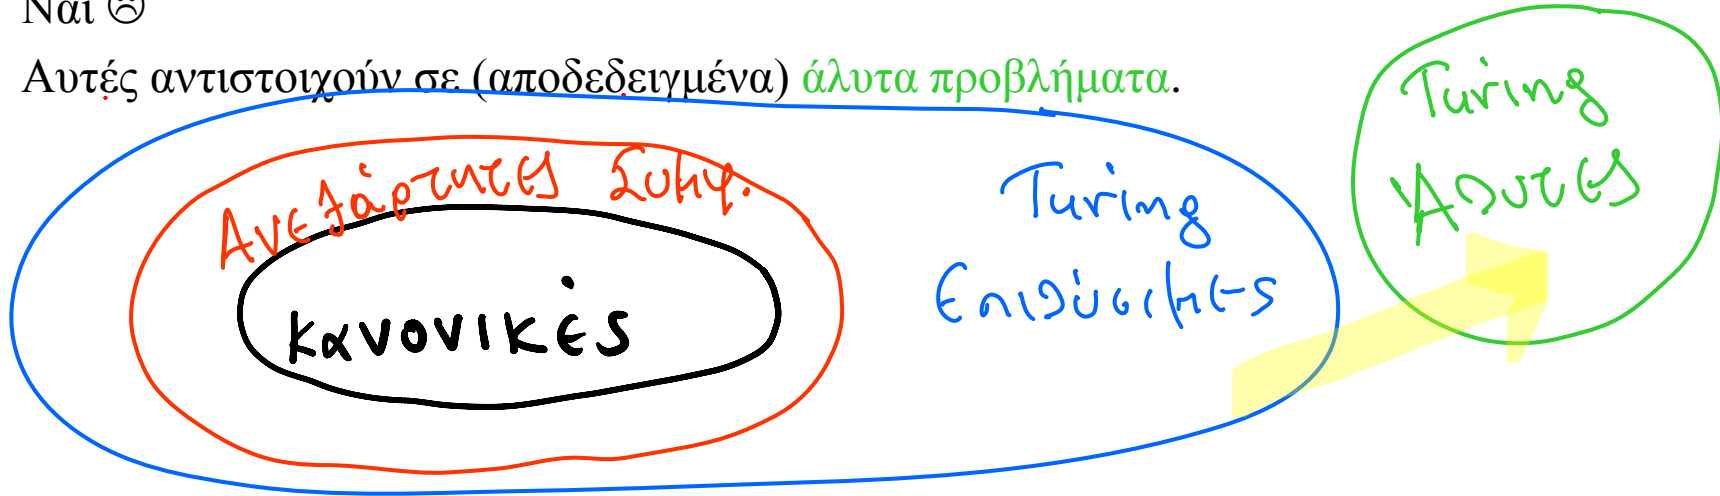 Ναι ☹
Αυτές αντιστοιχούν σε (αποδεδειγμένα) άλυτα προβλήματα.
Turing
Άλυτες
Ανεξάρτητες Συμφ.
Turing
Επιλύσιμες
κανονικές